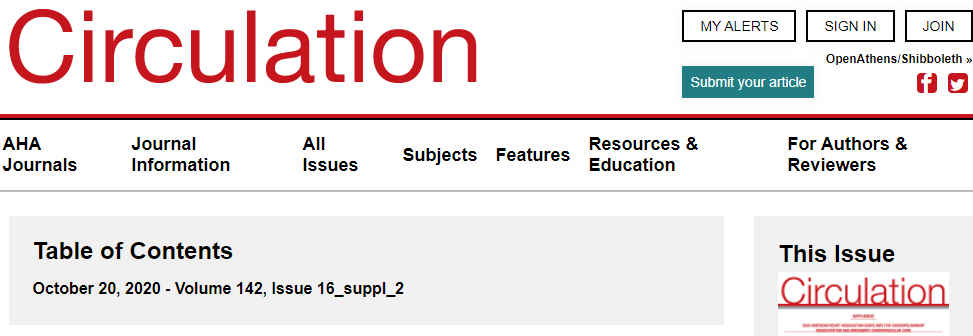 Circulation
MY ALERTS
SIGN IN
JOIN
OpenAthens/Shibboleth »
Submit your article
AHA Journals
Journal Information
All Issues
Subjects
Features
Resources & Education
For Authors & Reviewers
Table of Contents
October 20, 2020 - Volume 142, Issue 16_suppl_2
This Issue
Circulation